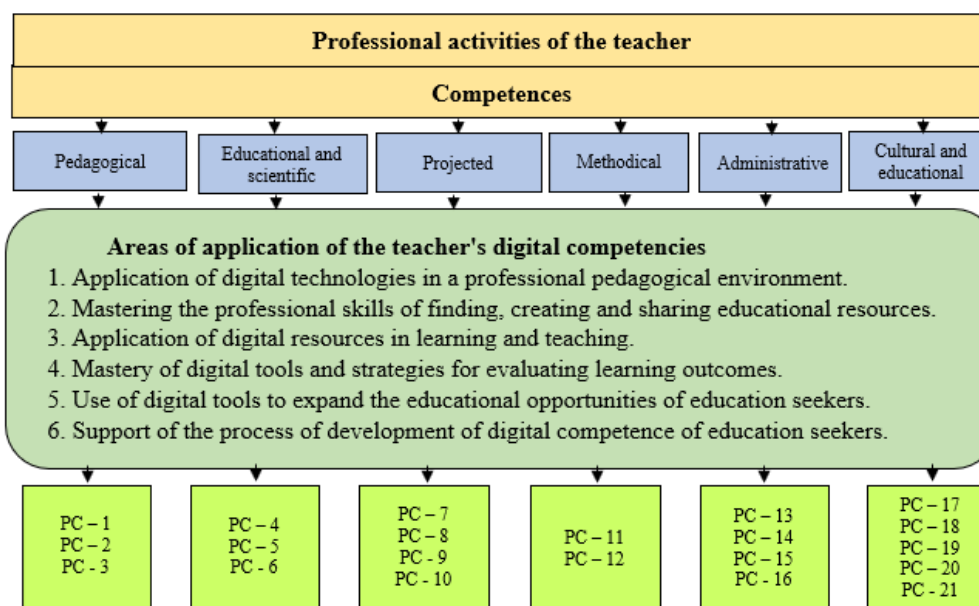 Professional activities of the teacher
Competences
Pedagogical
Educational and
scientific
Projected
Methodical
Administrative
Cultural and
educational
Areas of application of the teacher's digital competencies
1. Application of digital technologies in a professional pedagogical environment.
2. Mastering the professional skills of finding, creating and sharing educational resources.
3. Application of digital resources in learning and teaching.
4. Mastery of digital tools and strategies for evaluating learning outcomes.
5. Use of digital tools to expand the educational opportunities of education seekers.
6. Support of the process of development of digital competence of education seekers.
PC – 1
PC – 2
PC - 3
PC – 4
PC – 5
PC - 6
PC – 7
PC – 8
PC - 9
PC - 10
PC – 11
PC – 12
PC – 13
PC – 14
PC – 15
PC - 16
PC – 17
PC – 18
PC – 19
PC – 20
PC - 21